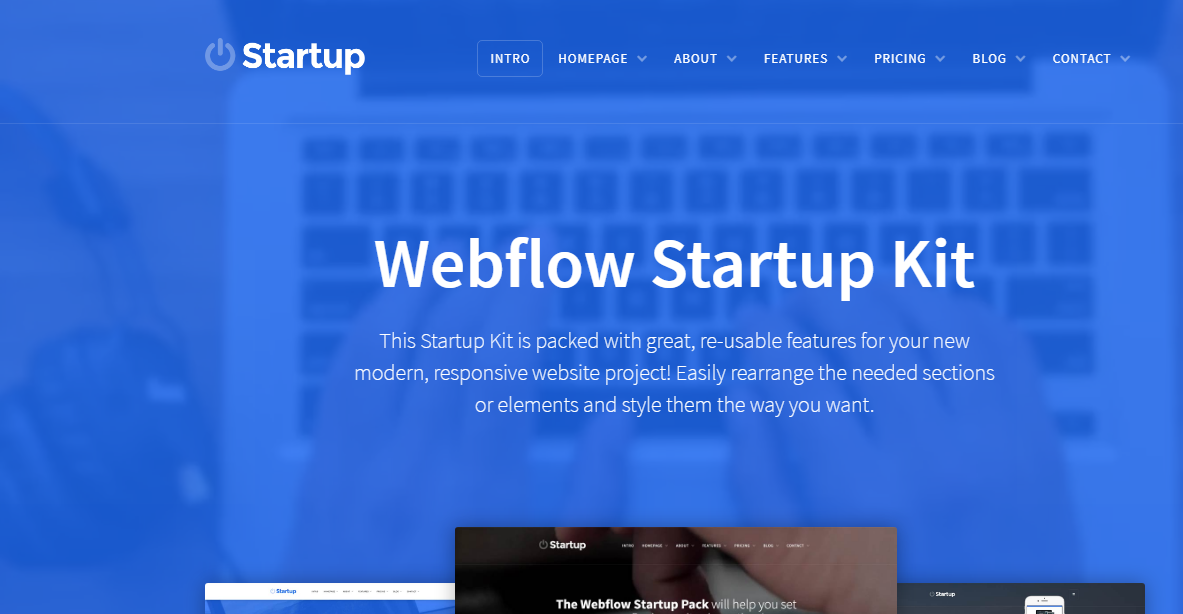 Startup
INTRO HOMEPAGE ABOUT FEATURES PRICING BLOG CONTACT
Webflow Startup Kit
This Startup Kit is packed with great, re-usable features for your new
modern, responsive website project! Easily rearrange the needed sections
or elements and style them the way you want.
Startup
INTRO HOMEPAGE ABOUT FEATURES PRICING BLOG CONTACT
The Webflow Startup Pack will help you set
Startup
Startup